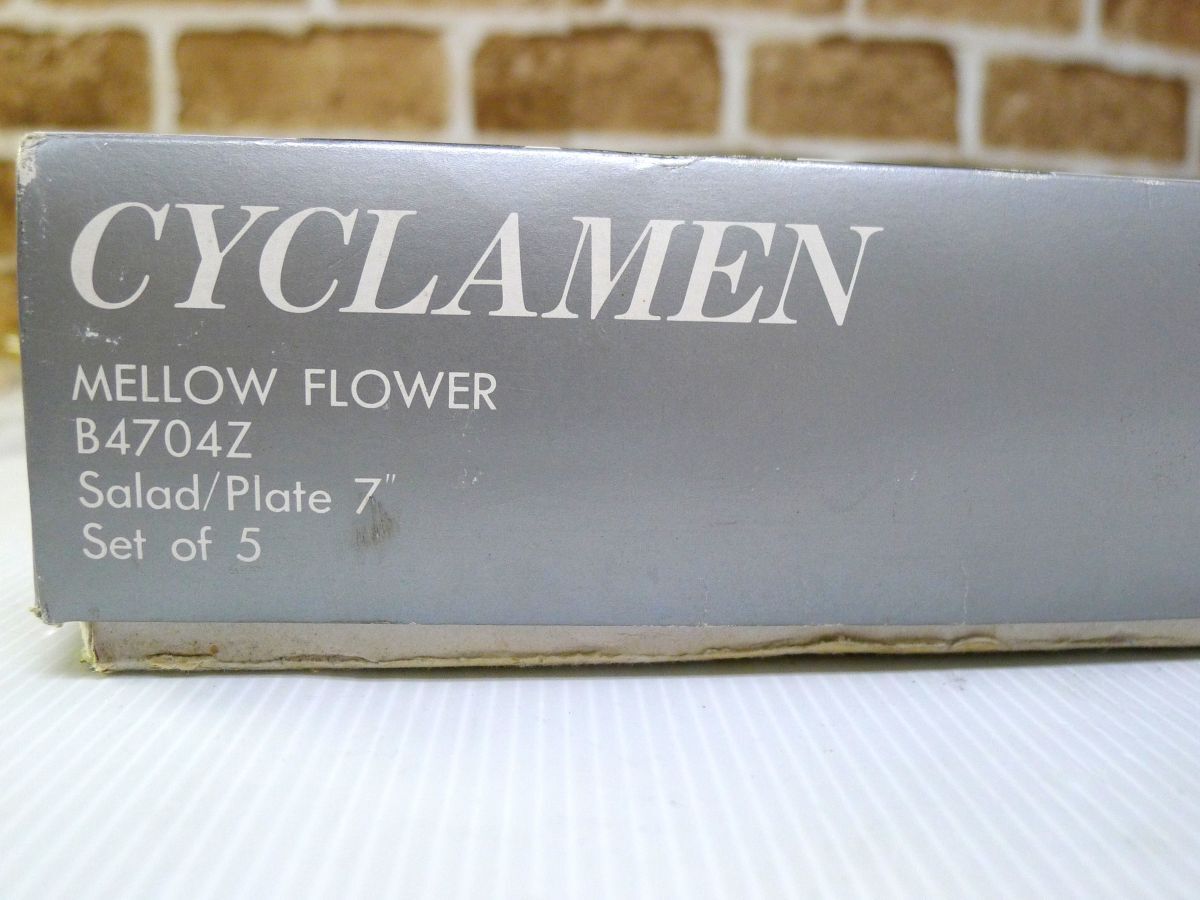 CYCLAMEN
MELLOW FLOWER
B4704Z
Salad/Plate 7"
Set of 5